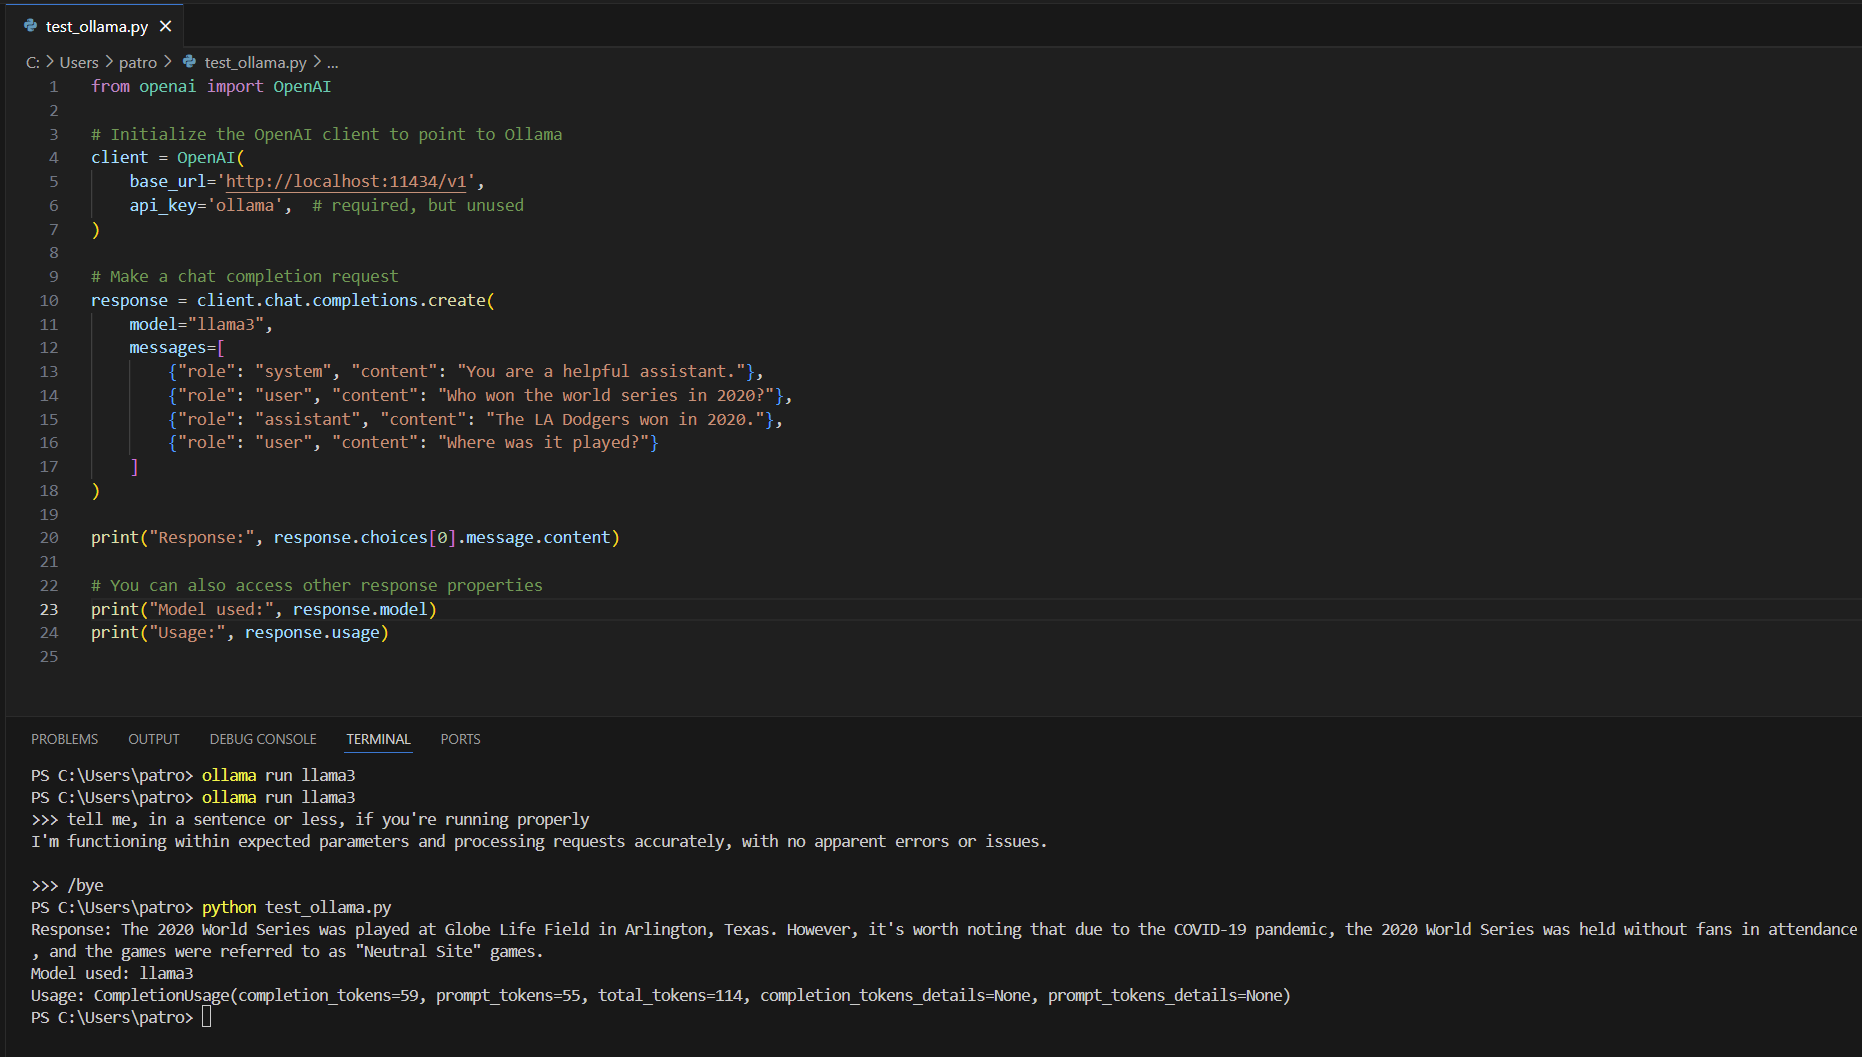 test_ollama.py
C: > Users > patro > test_ollama.py > ...
1 from openai import OpenAI
2
3 # Initialize the OpenAI client to point to Ollama
4 client = OpenAI(
5     base_url='http://localhost:11434/v1',
6     api_key='ollama',  # required, but unused
7 )
8
9 # Make a chat completion request
10 response = client.chat.completions.create(
11     model="llama3",
12     messages=[
13         {"role": "system", "content": "You are a helpful assistant."},
14         {"role": "user", "content": "Who won the world series in 2020?"},
15         {"role": "assistant", "content": "The LA Dodgers won in 2020."},
16         {"role": "user", "content": "Where was it played?"}
17     ]
18 )
19
20 print("Response:", response.choices[0].message.content)
21
22 # You can also access other response properties
23 print("Model used:", response.model)
24 print("Usage:", response.usage)
25
PROBLEMS OUTPUT DEBUG CONSOLE TERMINAL PORTS
PS C:\Users\patro> ollama run llama3
PS C:\Users\patro> ollama run llama3
>>> tell me, in a sentence or less, if you're running properly
I'm functioning within expected parameters and processing requests accurately, with no apparent errors or issues.
>>> /bye
PS C:\Users\patro> python test_ollama.py
Response: The 2020 World Series was played at Globe Life Field in Arlington, Texas. However, it's worth noting that due to the COVID-19 pandemic, the 2020 World Series was held without fans in attendance
, and the games were referred to as "Neutral Site" games.
Model used: llama3
Usage: CompletionUsage(completion_tokens=59, prompt_tokens=55, total_tokens=114, completion_tokens_details=None, prompt_tokens_details=None)
PS C:\Users\patro>